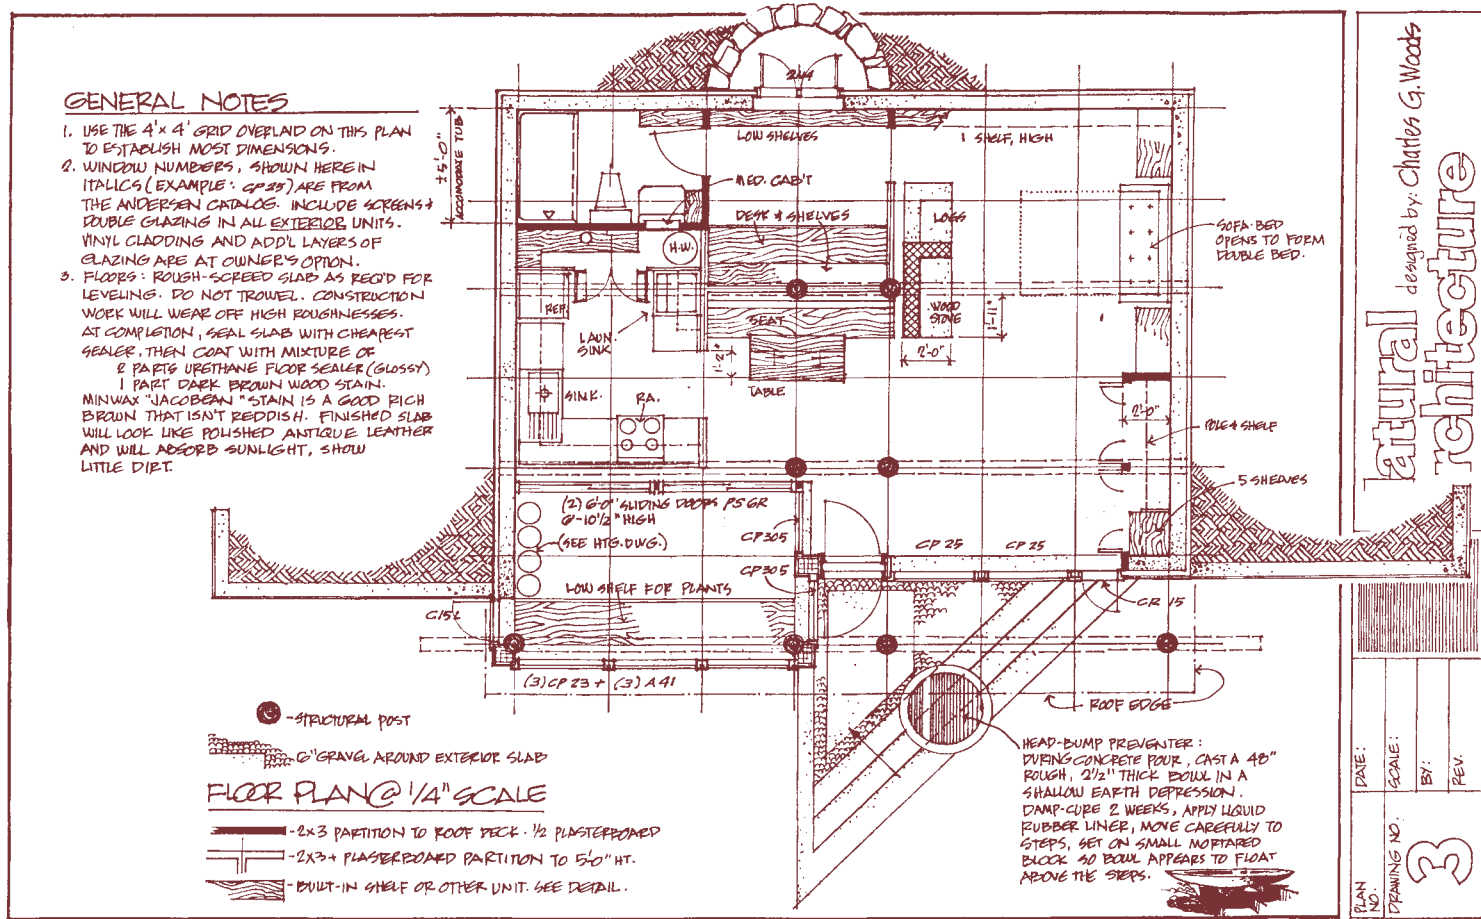 GENERAL NOTES
1. USE THE 4' x 4' GRID OVERLAID ON THIS PLAN
TO ESTABLISH MOST DIMENSIONS.
2. WINDOW NUMBERS, SHOWN HERE IN
ITALICS (EXAMPLE: CP25) ARE FROM
THE ANDERSEN CATALOG. INCLUDE SCREENS &
DOUBLE GLAZING IN ALL EXTERIOR UNITS.
VINYL CLADDING AND ADD'L LAYERS OF
GLAZING ARE AT OWNER'S OPTION.
3. FLOORS: ROUGH-SCREED SLAB AS REQ'D FOR
LEVELING. DO NOT TROWEL. CONSTRUCTION
WORK WILL WEAR OFF HIGH ROUGHNESSES.
AT COMPLETION, SEAL SLAB WITH CHEAPEST
SEALER, THEN COAT WITH MIXTURE OF
2 PARTS URETHANE FLOOR SEALER (GLOSSY)
1 PART DARK BROWN WOOD STAIN.
MINWAX "JACOBEAN" STAIN IS A GOOD RICH
BROWN THAT ISN'T REDDISH. FINISHED SLAB
WILL LOOK LIKE POLISHED ANTIQUE LEATHER
AND WILL ABSORB SUNLIGHT, SHOW
LITTLE DIRT.
±5'-0"
ACCOMMODATE TUB
244
LOW SHELVES
1 SHELF, HIGH
MED. CAB'T
DESK & SHELVES
LOGS
H.W.
SOFA-BED
OPENS TO FORM
DOUBLE BED.
REF.
LAUN.
SINK
SEAT
WOOD
STOVE
1'-11"
2'-0"
1'-2"
TABLE
SINK.
RA.
2'-0"
POLE & SHELF
5 SHELVES
(2) 6'-0" SLIDING DOORS PS6R
6'-10 1/2" HIGH
(SEE HTG. DWG.)
CP305
CP305
CP 25
CP 25
LOW SHELF FOR PLANTS
C15L
CR 15
(3) CP 23 + (3) A41
ROOF EDGE
- STRUCTURAL POST
6" GRAVEL AROUND EXTERIOR SLAB
FLOOR PLAN @ 1/4" SCALE
- 2x3 PARTITION TO ROOF DECK. 1/2 PLASTERBOARD
- 2x3 + PLASTERBOARD PARTITION TO 5'-0" HT.
- BUILT-IN SHELF OR OTHER UNIT. SEE DETAIL.
HEAD-BUMP PREVENTER:
DURING CONCRETE POUR, CAST A 48"
ROUGH, 2 1/2" THICK BOWL IN A
SHALLOW EARTH DEPRESSION.
DAMP-CURE 2 WEEKS, APPLY LIQUID
RUBBER LINER, MOVE CAREFULLY TO
STEPS, SET ON SMALL MORTARED
BLOCK SO BOWL APPEARS TO FLOAT
ABOVE THE STEPS.
natural
rchitecture
designed by: Charles G. Woods
DATE:
SCALE:
BY:
REV.
PLAN
NO.
DRAWING NO.
3